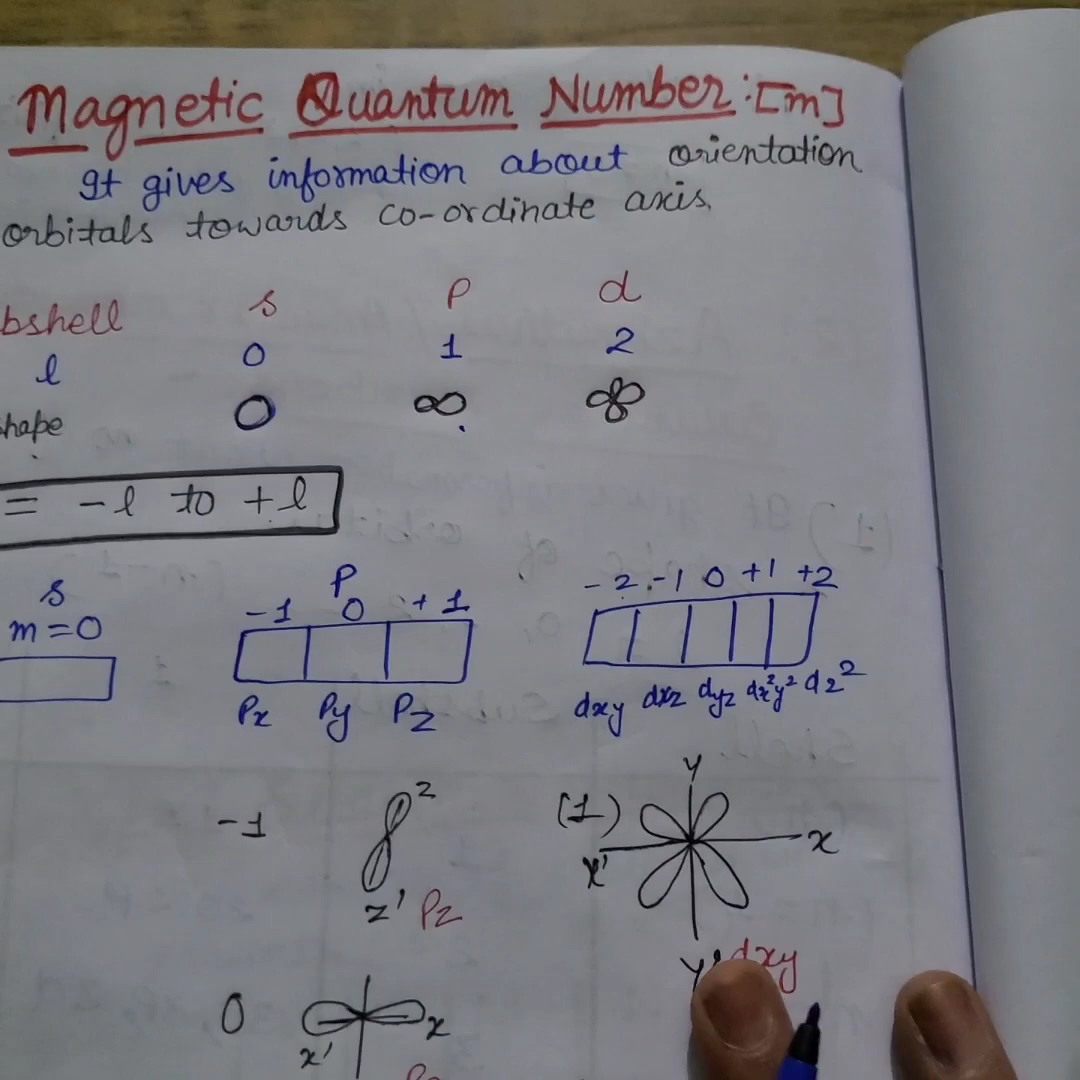 Magnetic Quantum Number:[m]
It gives information about orientation
orbitals towards co-ordinate axis.
bshell s p d
l 0 1 2
hape
= -l to +l
s p
m=0 -1 0 +1 -2 -1 0 +1 +2
Px Py Pz dxy dxz dyz dx²y² dz²
-1 z
z' Pz
(1) y
x' x
y' dxy
0 x
x'